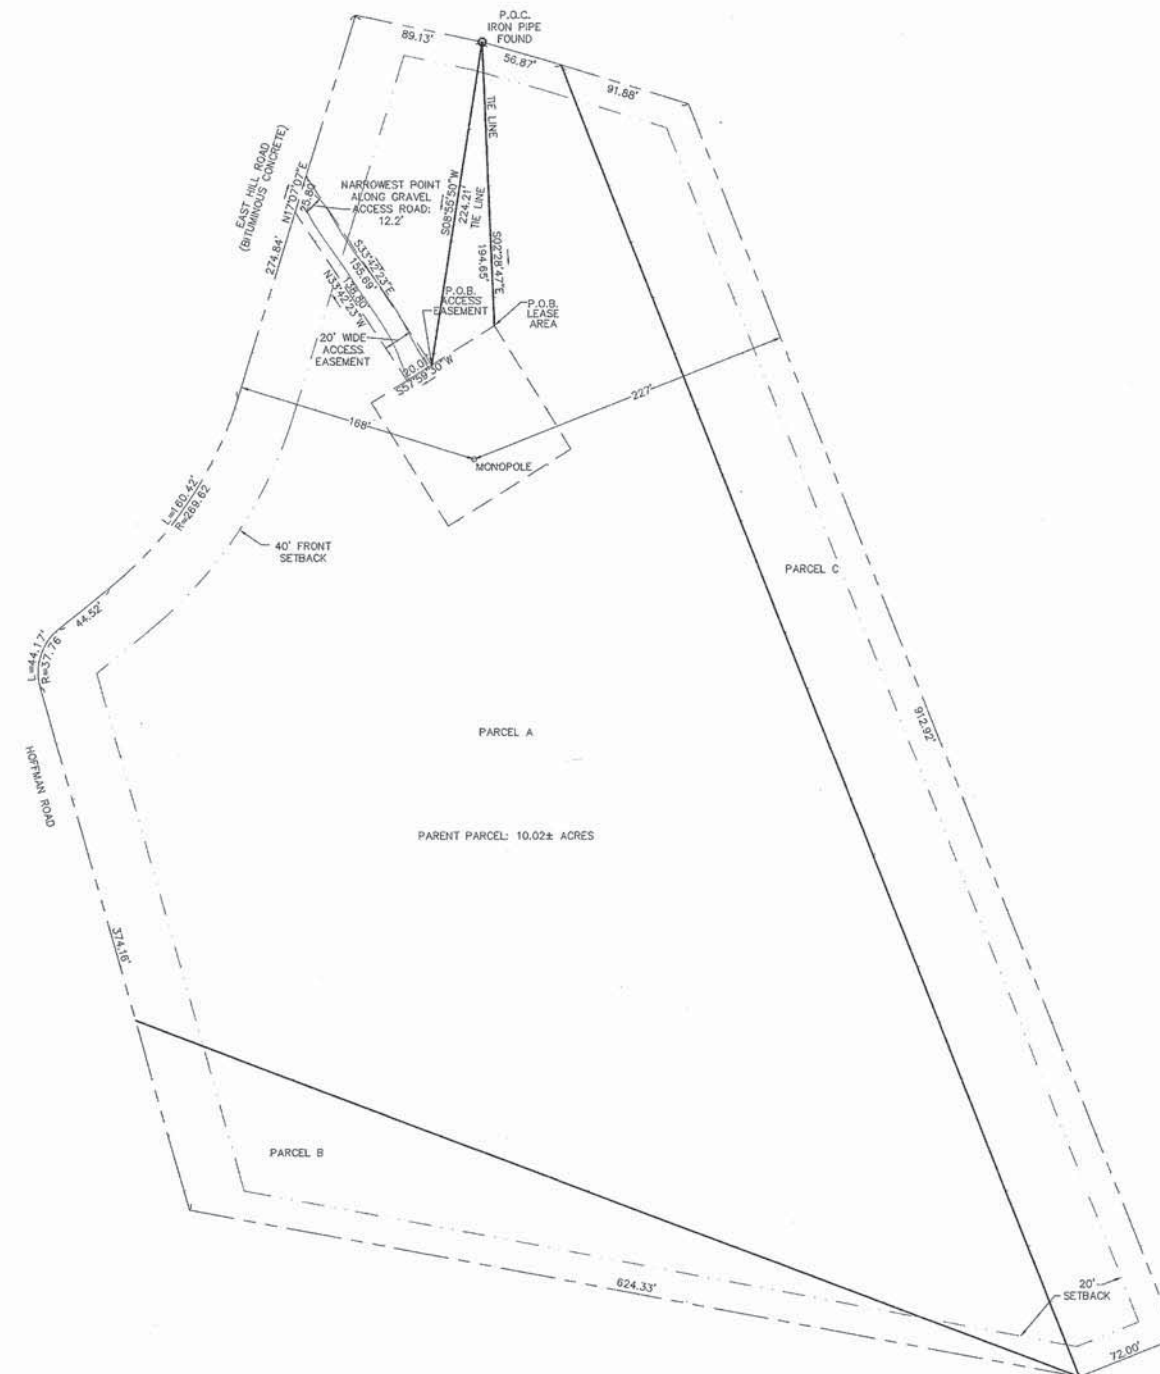 P.O.C.
IRON PIPE
FOUND
89.13'
56.87'
91.88'
TIE LINE
EAST HILL ROAD
(BITUMINOUS CONCRETE)
N17°07'07"E
25.80'
NARROWEST POINT
ALONG GRAVEL
ACCESS ROAD:
12.2'
S08°56'50"W
224.21'
TIE LINE
S02°28'47"E
194.65'
274.84'
S33°42'23"E
155.69'
138.80'
N33°42'23"W
P.O.B.
ACCESS
EASEMENT
P.O.B.
LEASE
AREA
20' WIDE
ACCESS
EASEMENT
20.01'
S57°59'30"W
168'
227'
MONOPOLE
L=160.42'
R=269.62
40' FRONT
SETBACK
PARCEL C
44.52'
L=44.17'
R=37.76'
HOFFMAN ROAD
PARCEL A
912.92'
PARENT PARCEL: 10.02± ACRES
374.16'
PARCEL B
624.33'
20'
SETBACK
72.00'